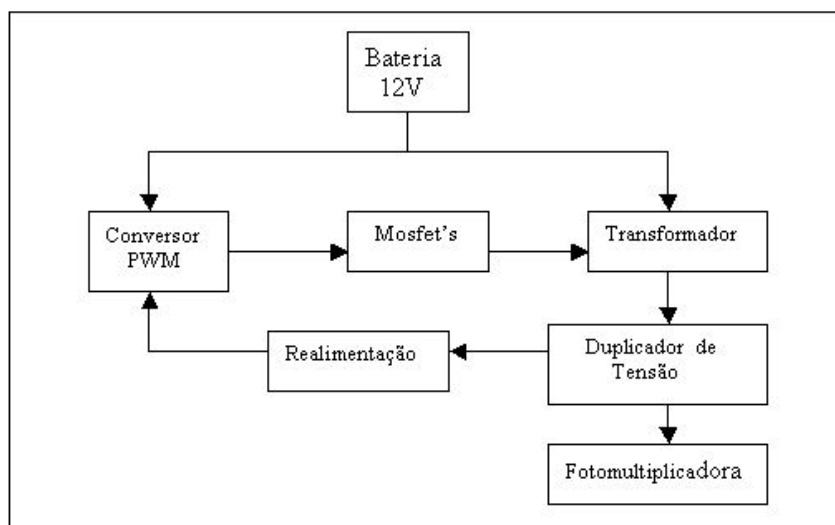 Bateria
12V
Conversor
PWM
Mosfet's
Transformador
Realimentação
Duplicador de
Tensão
Fotomultiplicadora